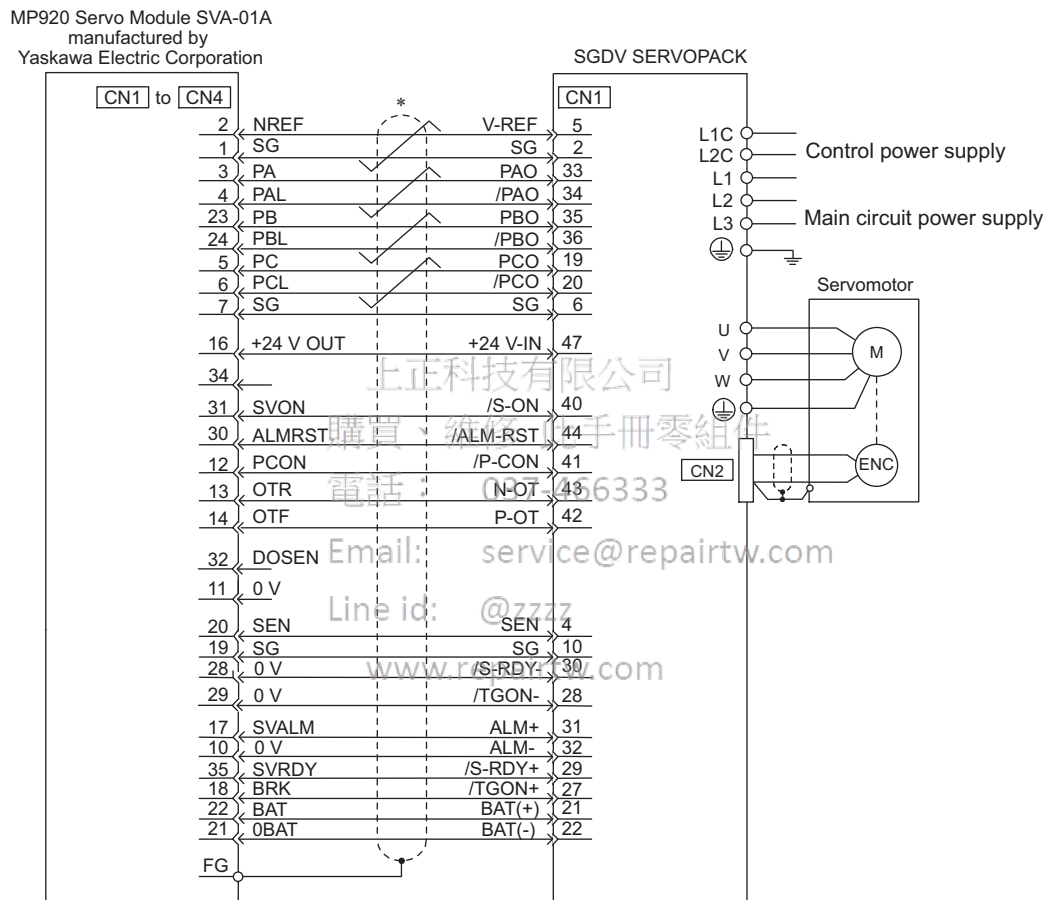 MP920 Servo Module SVA-01A
manufactured by
Yaskawa Electric Corporation
SGDV SERVOPACK
CN1 to CN4
*
CN1
2 NREF V-REF 5
1 SG SG 2
3 PA PAO 33
4 PAL /PAO 34
23 PB PBO 35
24 PBL /PBO 36
5 PC PCO 19
6 PCL /PCO 20
7 SG SG 6
16 +24 V OUT +24 V-IN 47
34
31 SVON /S-ON 40
30 ALMRST /ALM-RST 44
12 PCON /P-CON 41
13 OTR N-OT 43
14 OTF P-OT 42
32 DOSEN
11 0 V
20 SEN SEN 4
19 SG SG 10
28 0 V /S-RDY- 30
29 0 V /TGON- 28
17 SVALM ALM+ 31
10 0 V ALM- 32
35 SVRDY /S-RDY+ 29
18 BRK /TGON+ 27
22 BAT BAT(+) 21
21 0BAT BAT(-) 22
FG
L1C
L2C
Control power supply
L1
L2
L3
Main circuit power supply
Servomotor
U
V
W
M
CN2
ENC
上正科技有限公司
購買、維修 此手冊零組件
電話: 037-466333
Email: service@repairtw.com
Line id: @zzzz
www.repairtw.com